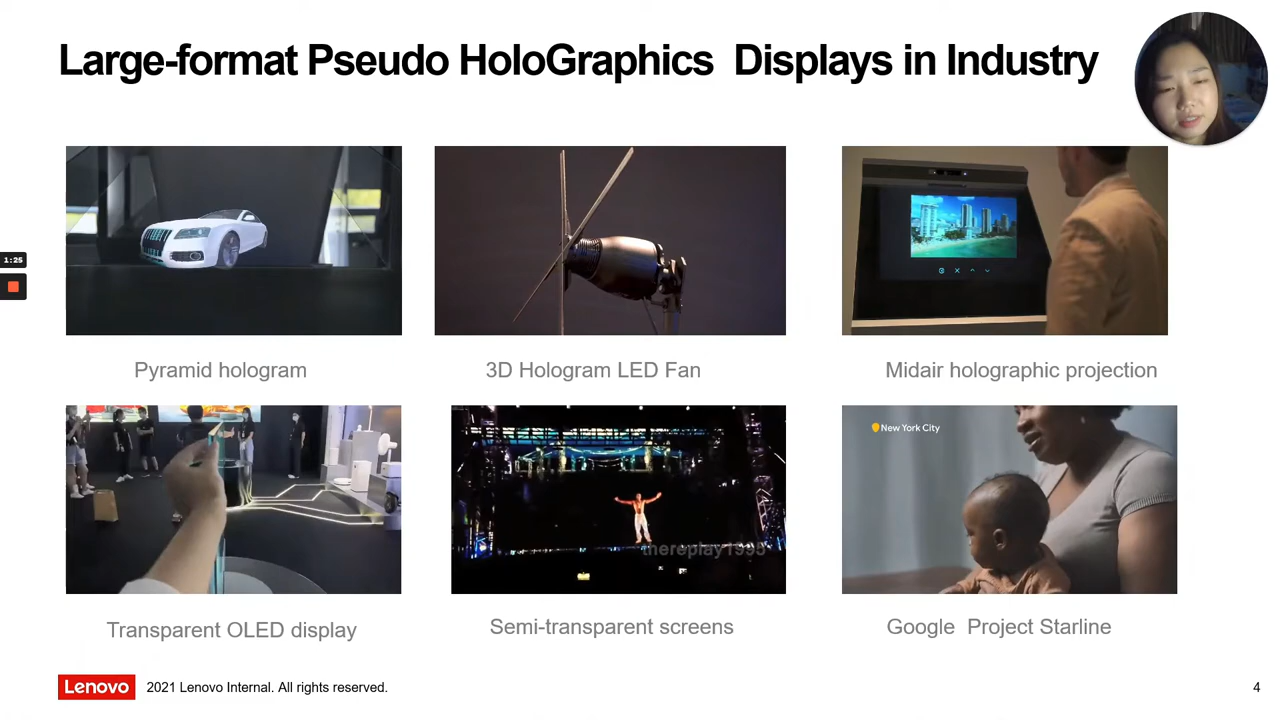 Large-format Pseudo HoloGraphics  Displays in Industry
1:25
Pyramid hologram
3D Hologram LED Fan
Midair holographic projection
New York City
thereplay1995
Transparent OLED display
Semi-transparent screens
Google  Project Starline
Lenovo
2021 Lenovo Internal. All rights reserved.
4